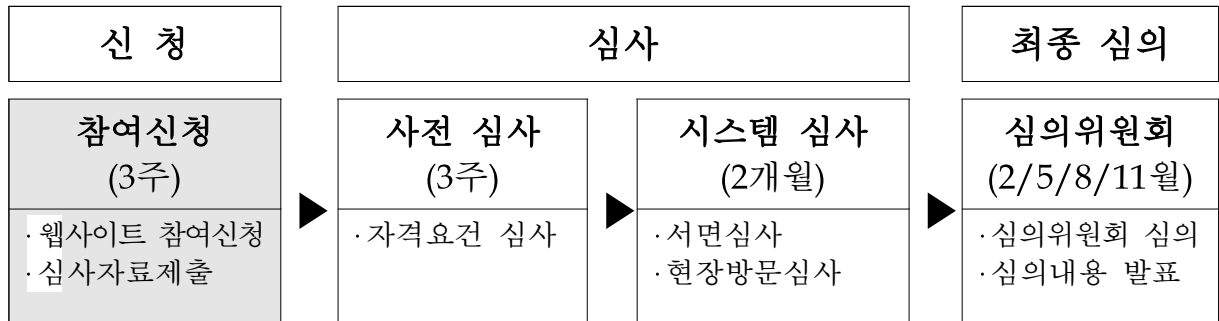 신 청
심사
최종 심의
참여신청
(3주)
·웹사이트 참여신청
·심사자료제출
사전 심사
(3주)
·자격요건 심사
시스템 심사
(2개월)
·서면심사
·현장방문심사
심의위원회
(2/5/8/11월)
·심의위원회 심의
·심의내용 발표